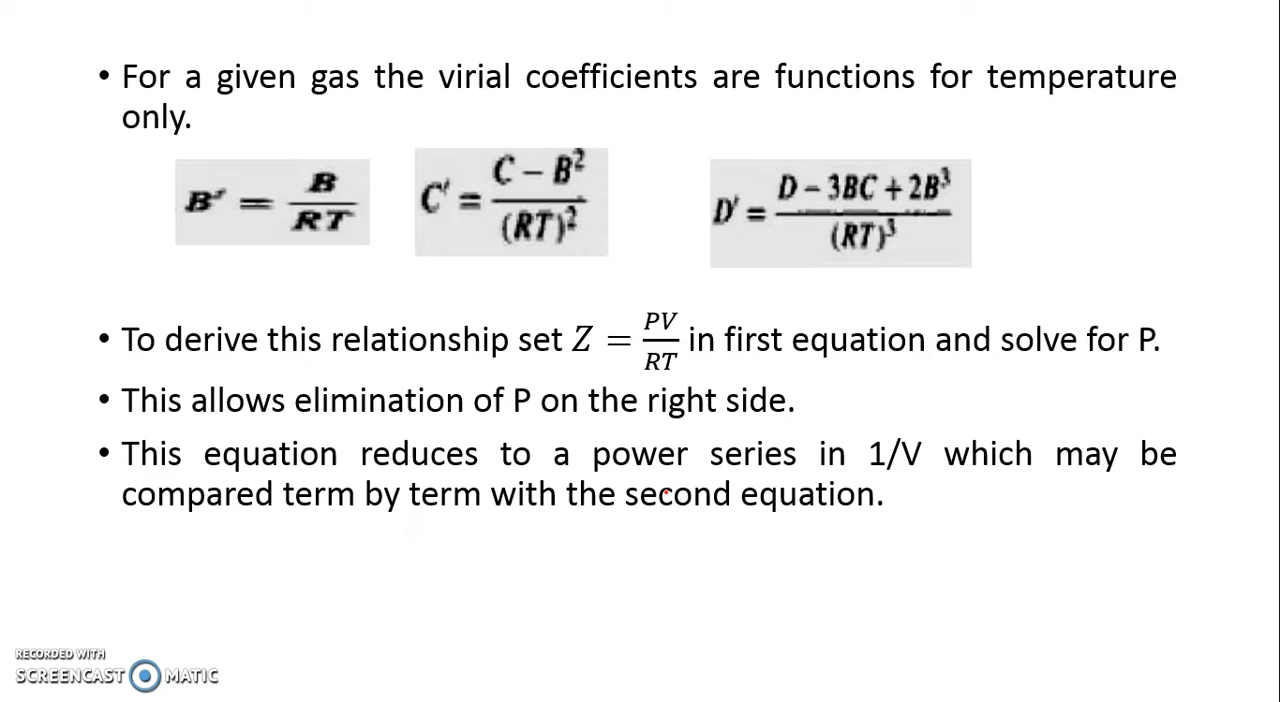 • For a given gas the virial coefficients are functions for temperature
only.
B' = B/RT C' = (C – B²)/(RT)² D' = (D – 3BC + 2B³)/(RT)³
• To derive this relationship set Z = PV/RT in first equation and solve for P.
• This allows elimination of P on the right side.
• This equation reduces to a power series in 1/V which may be
compared term by term with the second equation.
RECORDED WITH
SCREENCAST MATIC